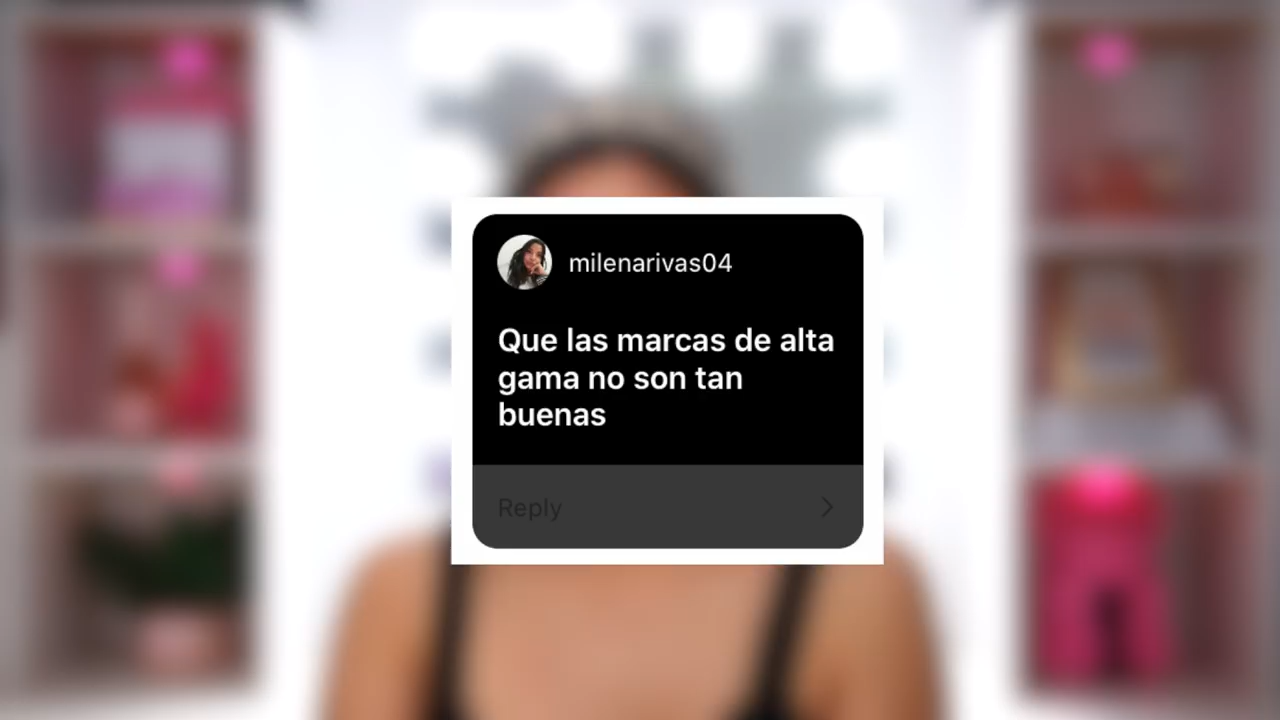 milenarivas04
Que las marcas de alta
gama no son tan
buenas
Reply